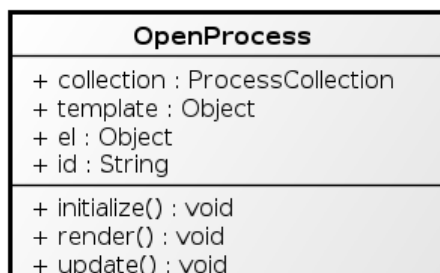 OpenProcess
+ collection : ProcessCollection
+ template : Object
+ el : Object
+ id : String
+ initialize() : void
+ render() : void
+ update() : void